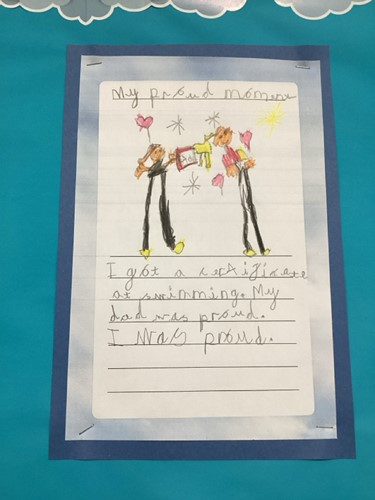 My proud moment
I got a certificate
at swimming. My
dad was proud.
I was proud.